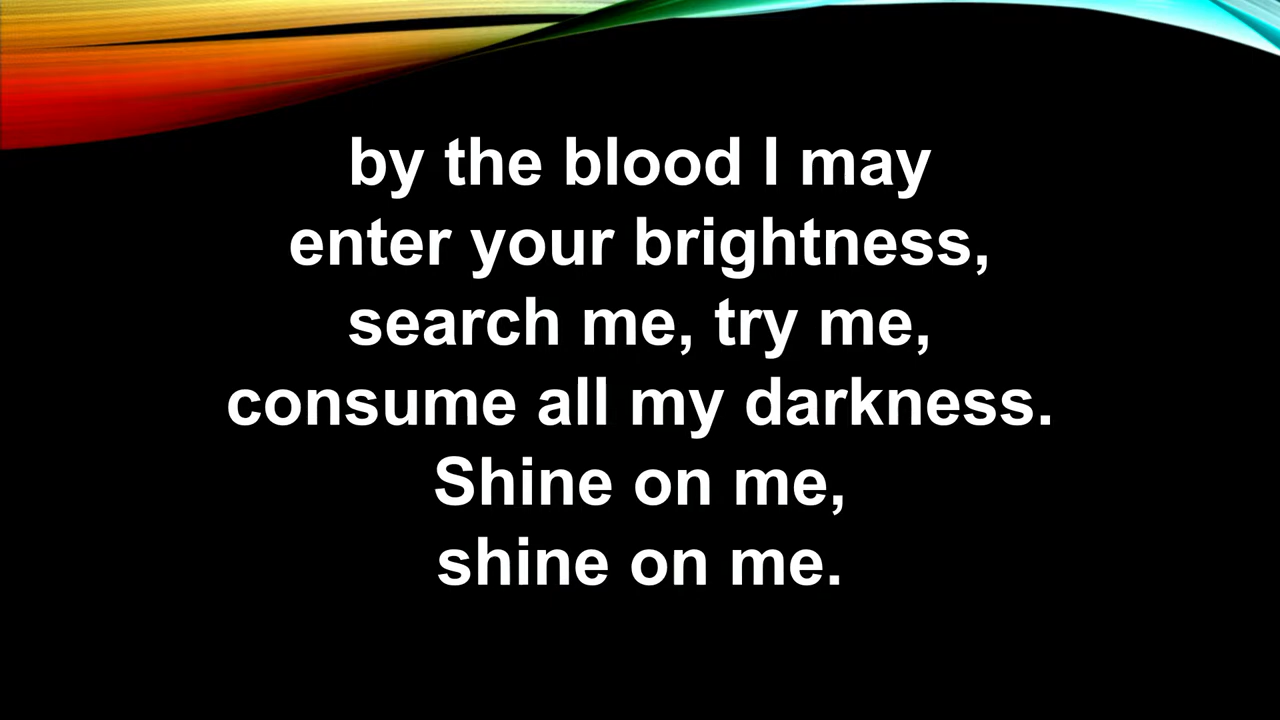 by the blood I may
enter your brightness,
search me, try me,
consume all my darkness.
Shine on me,
shine on me.